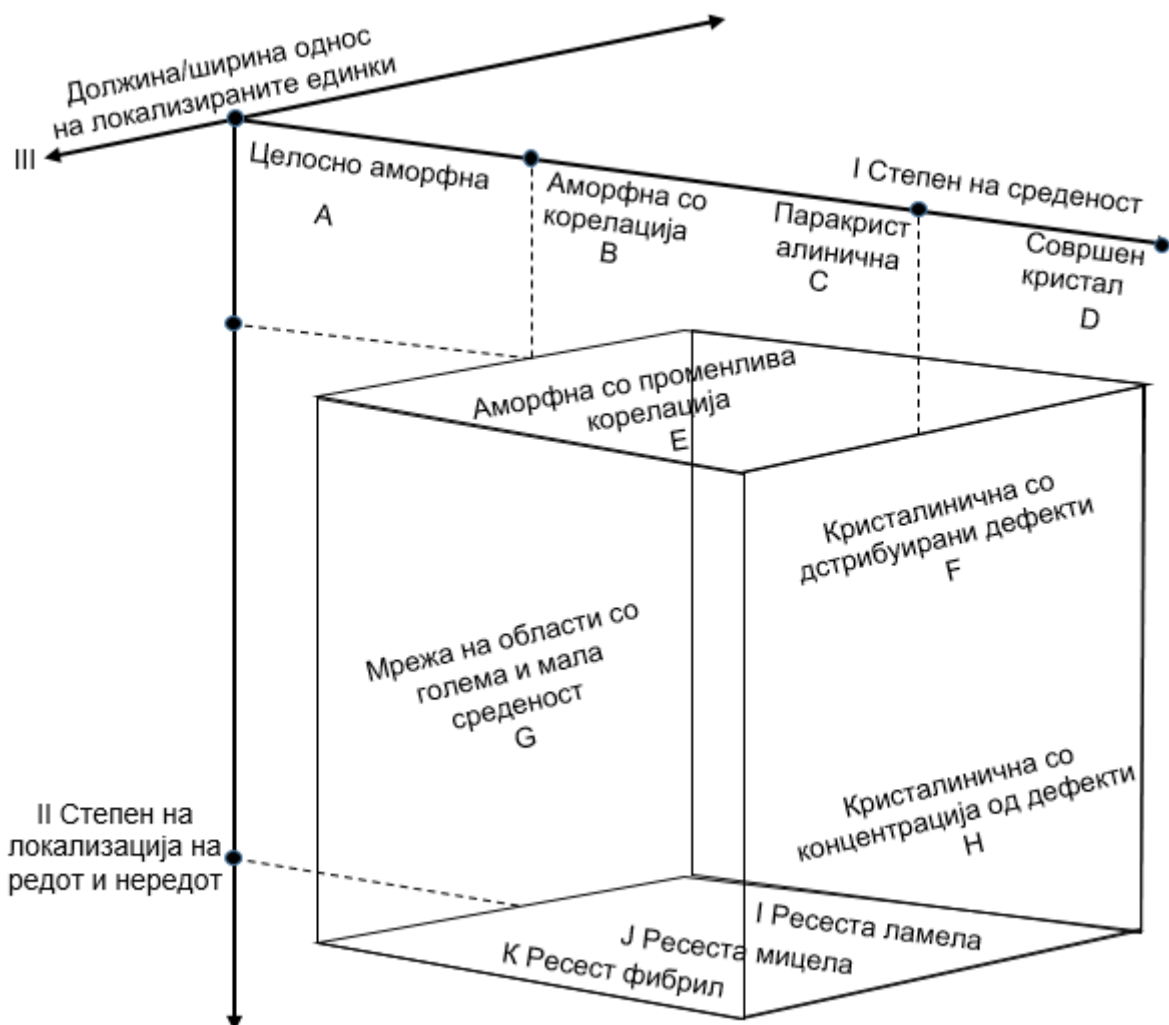 Должина/ширина однос
на локализираните единки
III
Целосно аморфна
A
Аморфна со
корелација
B
I Степен на среденост
Паракрист
алинична
C
Совршен
кристал
D
Аморфна со променлива
корелација
E
Кристалинична со
дстрибуирани дефекти
F
Мрежа на области со
голема и мала
среденост
G
Кристалинична со
концентрација од дефекти
H
II Степен на
локализација на
редот и нередот
I Ресеста ламела
J Ресеста мицела
К Ресест фибрил